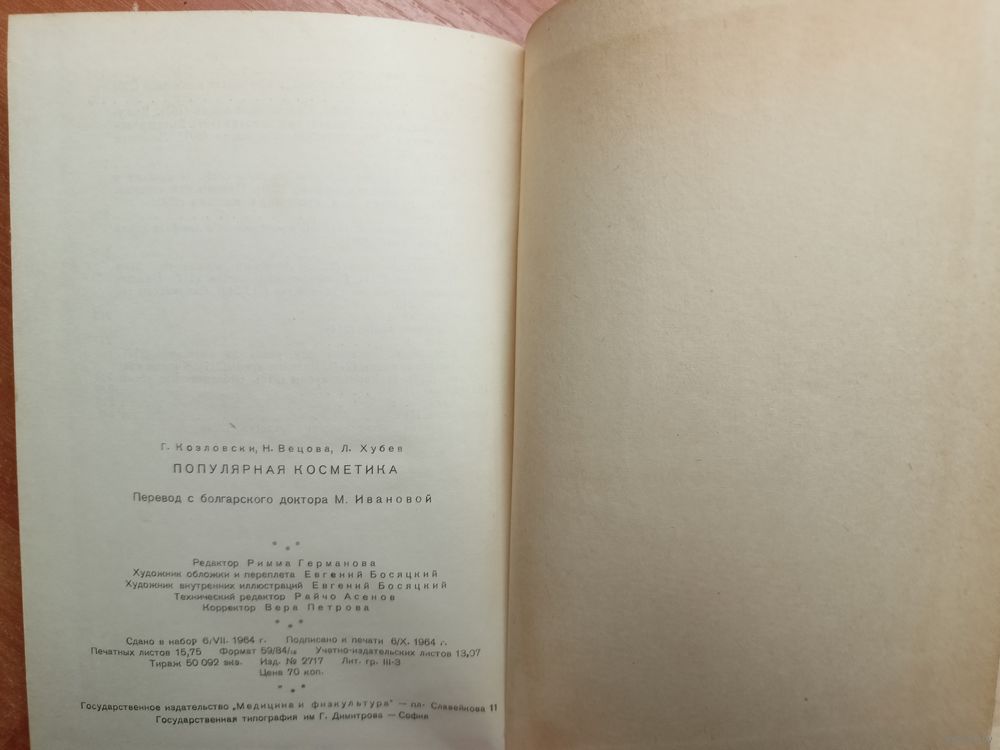 Г. Козловски, Н. Вецова, Л. Хубев
ПОПУЛЯРНАЯ КОСМЕТИКА
Перевод с болгарского доктора М. Ивановой
* * *
Редактор Римма Германова
Художник обложки и переплета Евгений Босяцкий
Художник внутренних иллюстраций Евгений Босяцкий
Технический редактор Райчо Асенов
Корректор Вера Петрова
* * *
Сдано в набор 6/VII. 1964 г. Подписано к печати 6/X. 1964 г.
Печатных листов 15,75 Формат 59/84/16 Учетно-издательских листов 13,07
Тираж 50 092 экз. Изд. № 2717 Лит. гр. III-3
Цена 70 коп.
* * *
Государственное издательство „Медицина и физкультура" — пл. Славейкова 11
Государственная типография им Г. Димитрова — София